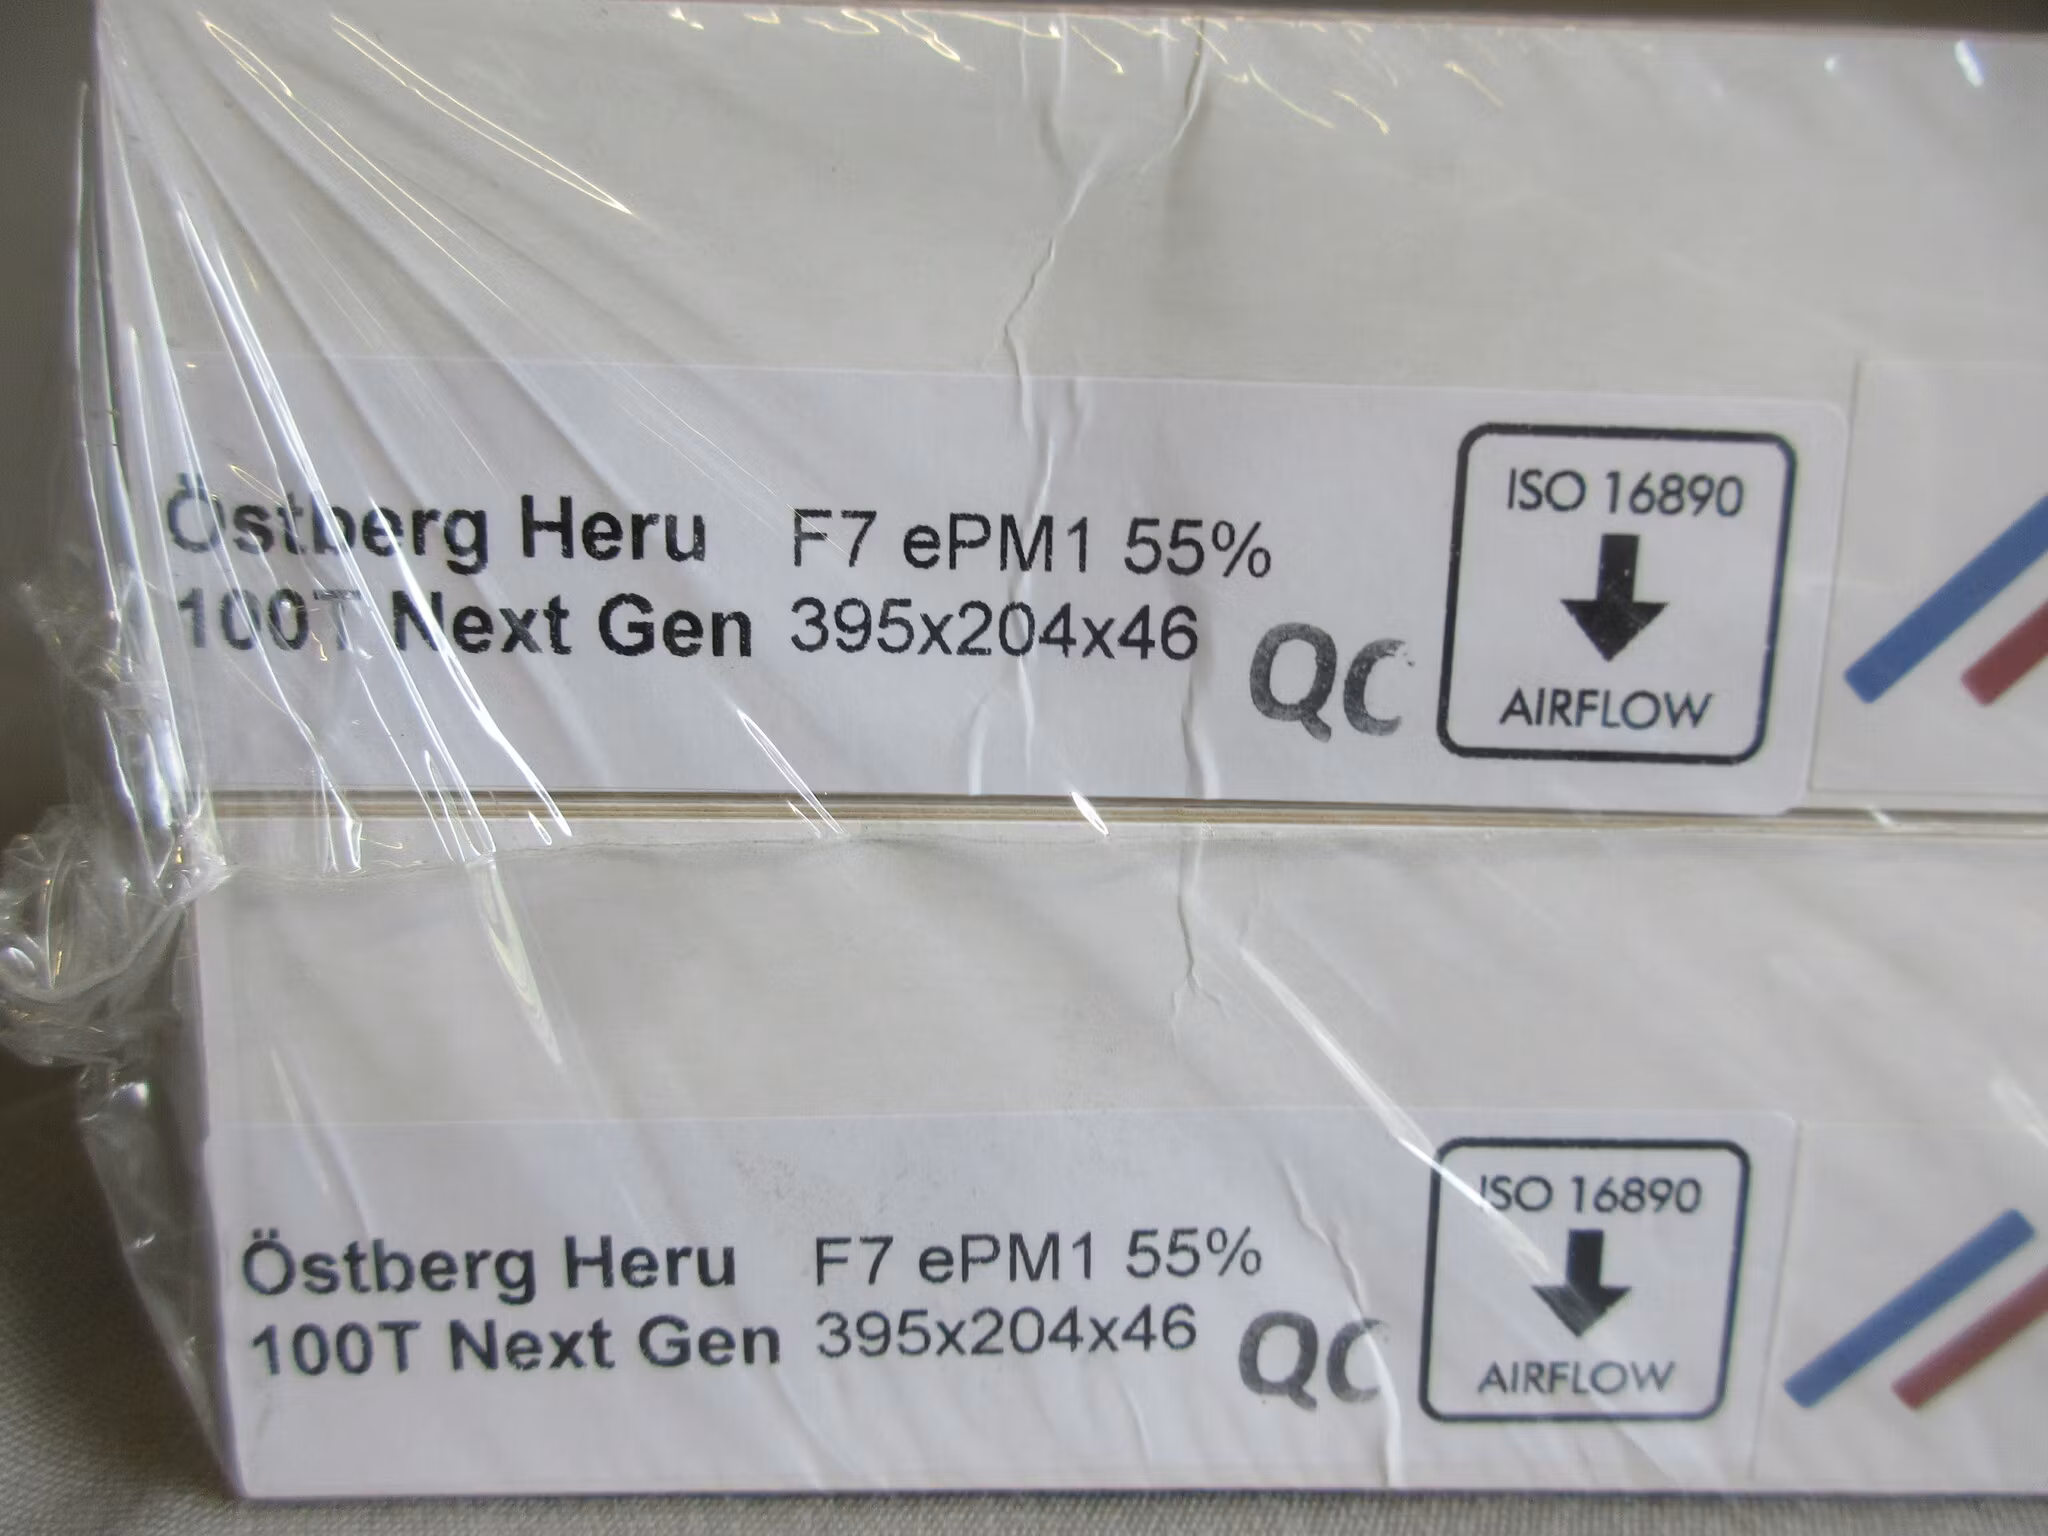 Östberg Heru F7 ePM1 55%
100T Next Gen 395x204x46
QC
ISO 16890
AIRFLOW
Östberg Heru F7 ePM1 55%
100T Next Gen 395x204x46
QC
ISO 16890
AIRFLOW